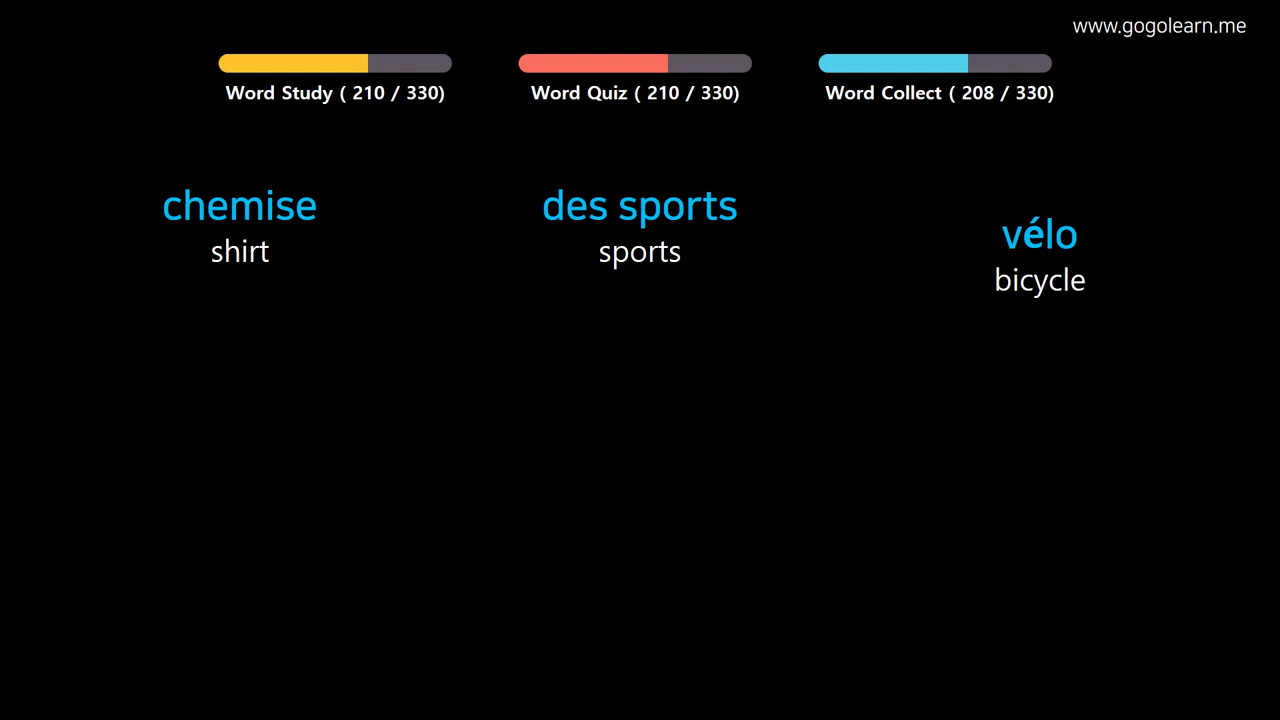 www.gogolearn.me
Word Study ( 210 / 330)
Word Quiz ( 210 / 330)
Word Collect ( 208 / 330)
chemise
shirt
des sports
sports
vélo
bicycle